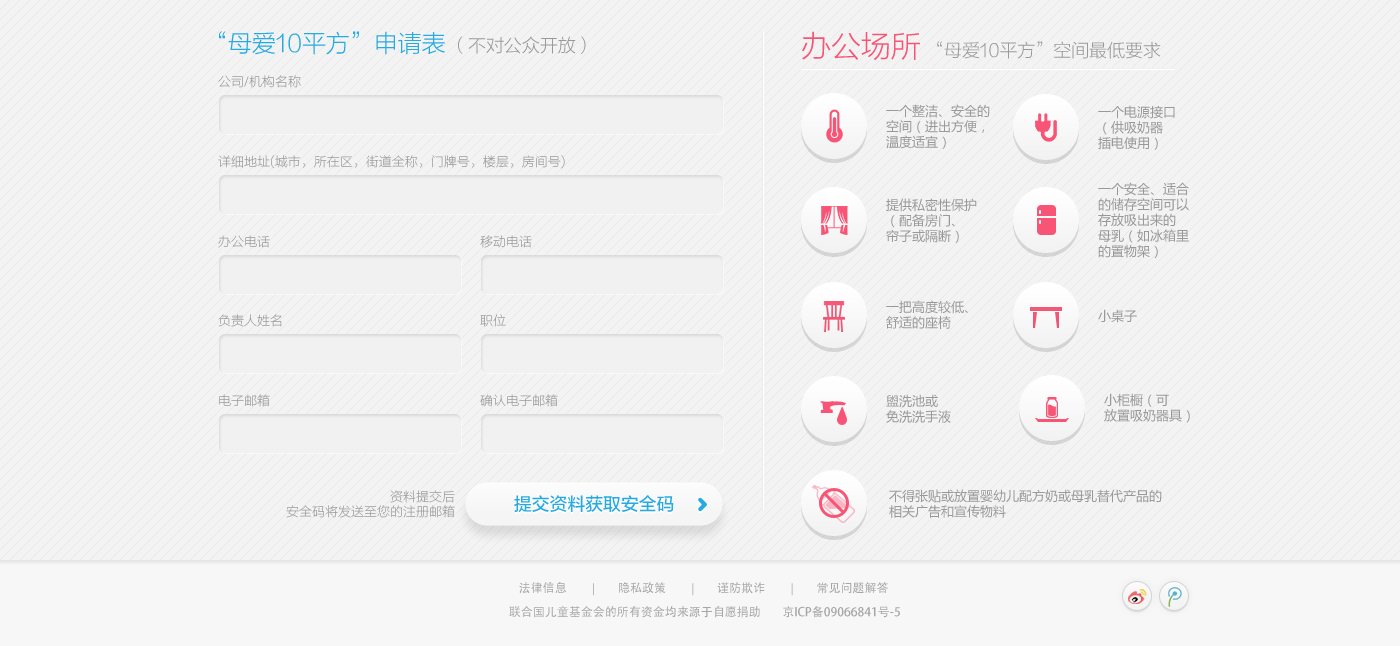 “母爱10平方” 申请表（不对公众开放）
公司/机构名称
详细地址(城市，所在区，街道全称，门牌号，楼层，房间号)
办公电话 移动电话
负责人姓名 职位
电子邮箱 确认电子邮箱
资料提交后
安全码将发送至您的注册邮箱
提交资料获取安全码
办公场所 “母爱10平方”空间最低要求
一个整洁、安全的
空间（进出方便，
温度适宜）
一个电源接口
（供吸奶器
插电使用）
提供私密性保护
（配备房门、
帘子或隔断）
一个安全、适合
的储存空间可以
存放吸出来的
母乳（如冰箱里
的置物架）
一把高度较低、
舒适的座椅
小桌子
盥洗池或
免洗洗手液
小柜橱（可
放置吸奶器具）
不得张贴或放置婴幼儿配方奶或母乳替代产品的
相关广告和宣传物料
法律信息 | 隐私政策 | 谨防欺诈 | 常见问题解答
联合国儿童基金会的所有资金均来源于自愿捐助 京ICP备09066841号-5